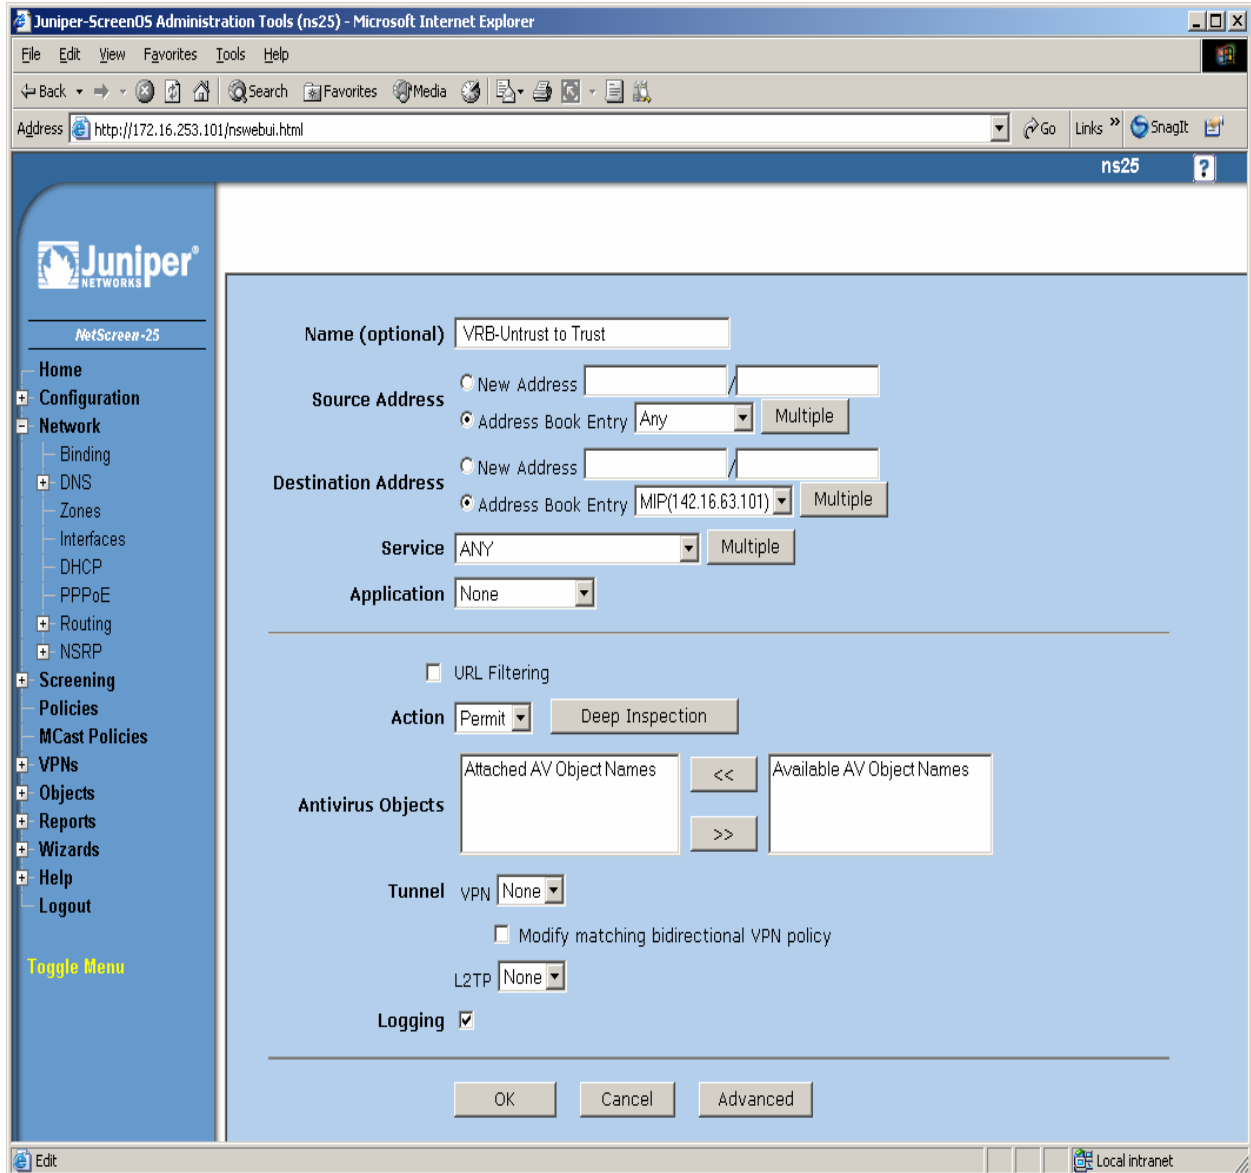 Juniper-ScreenOS Administration Tools (ns25) - Microsoft Internet Explorer
File Edit View Favorites Tools Help
Back Search Favorites Media
Address http://172.16.253.101/nswebui.html Go Links » SnagIt
ns25 ?
Juniper®
NETWORKS
NetScreen-25
Home
Configuration
Network
Binding
DNS
Zones
Interfaces
DHCP
PPPoE
Routing
NSRP
Screening
Policies
MCast Policies
VPNs
Objects
Reports
Wizards
Help
Logout
Toggle Menu
Name (optional) VRB-Untrust to Trust
Source Address
New Address /
Address Book Entry Any Multiple
Destination Address
New Address /
Address Book Entry MIP(142.16.63.101) Multiple
Service ANY Multiple
Application None
URL Filtering
Action Permit Deep Inspection
Antivirus Objects
Attached AV Object Names << Available AV Object Names
>>
Tunnel VPN None
Modify matching bidirectional VPN policy
L2TP None
Logging
OK Cancel Advanced
Edit Local intranet